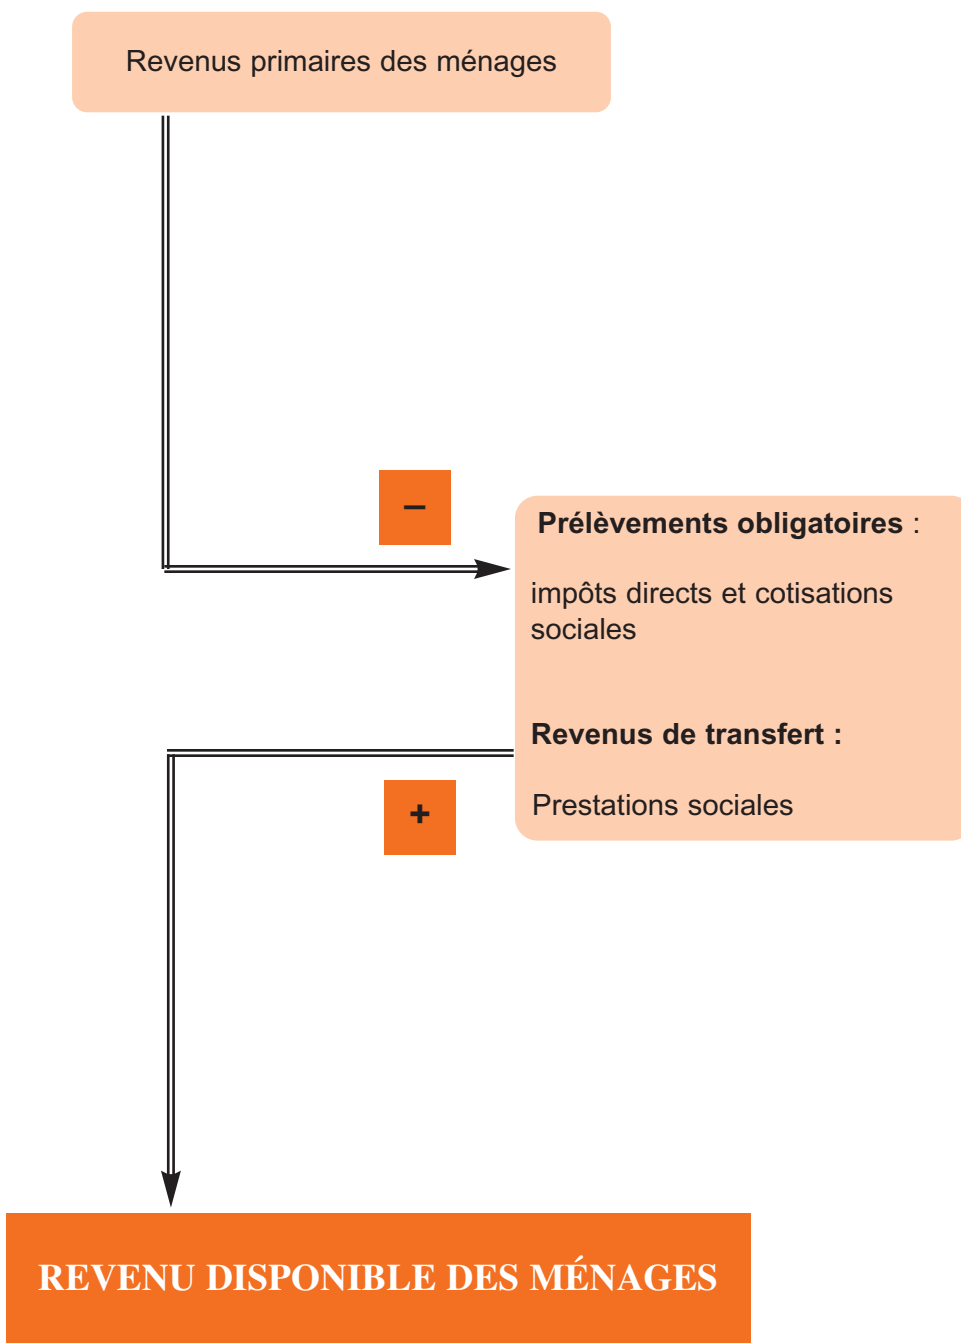 Revenus primaires des ménages
–
Prélèvements obligatoires :
impôts directs et cotisations
sociales
Revenus de transfert :
Prestations sociales
+
REVENU DISPONIBLE DES MÉNAGES